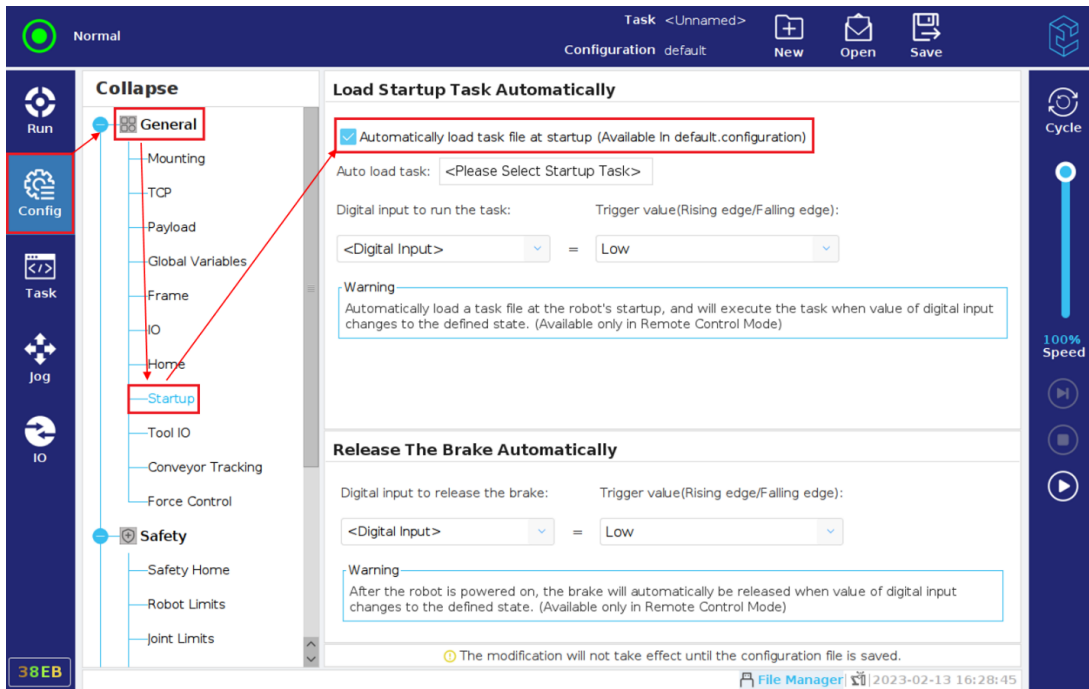 Normal
Task <Unnamed>
Configuration default
New
Open
Save
Run
Config
Task
Jog
IO
38EB
Collapse
General
Mounting
TCP
Payload
Global Variables
Frame
IO
Home
Startup
Tool IO
Conveyor Tracking
Force Control
Safety
Safety Home
Robot Limits
Joint Limits
Load Startup Task Automatically
Automatically load task file at startup (Available In default.configuration)
Auto load task: <Please Select Startup Task>
Digital input to run the task: Trigger value(Rising edge/Falling edge):
<Digital Input> = Low
Warning
Automatically load a task file at the robot's startup, and will execute the task when value of digital input
changes to the defined state. (Available only in Remote Control Mode)
Release The Brake Automatically
Digital input to release the brake: Trigger value(Rising edge/Falling edge):
<Digital Input> = Low
Warning
After the robot is powered on, the brake will automatically be released when value of digital input
changes to the defined state. (Available only in Remote Control Mode)
The modification will not take effect until the configuration file is saved.
File Manager 2023-02-13 16:28:45
Cycle
100%
Speed